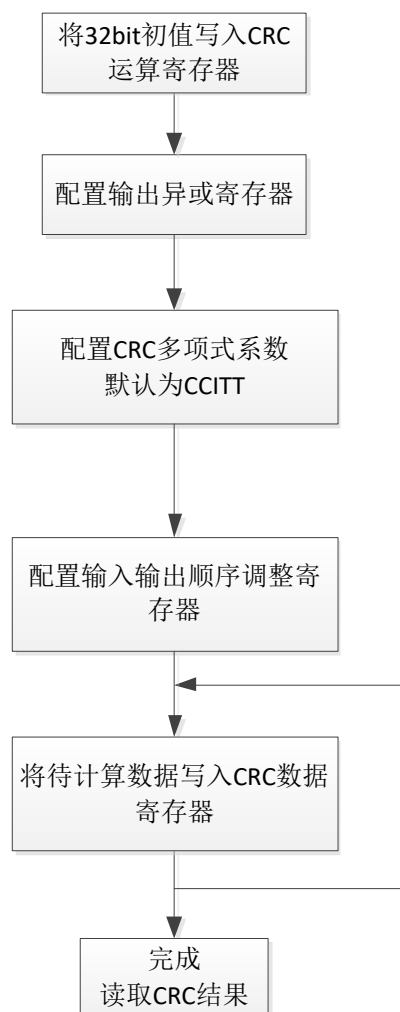 将32bit初值写入CRC
运算寄存器
配置输出异或寄存器
配置CRC多项式系数
默认为CCITT
配置输入输出顺序调整寄
存器
将待计算数据写入CRC数据
寄存器
完成
读取CRC结果